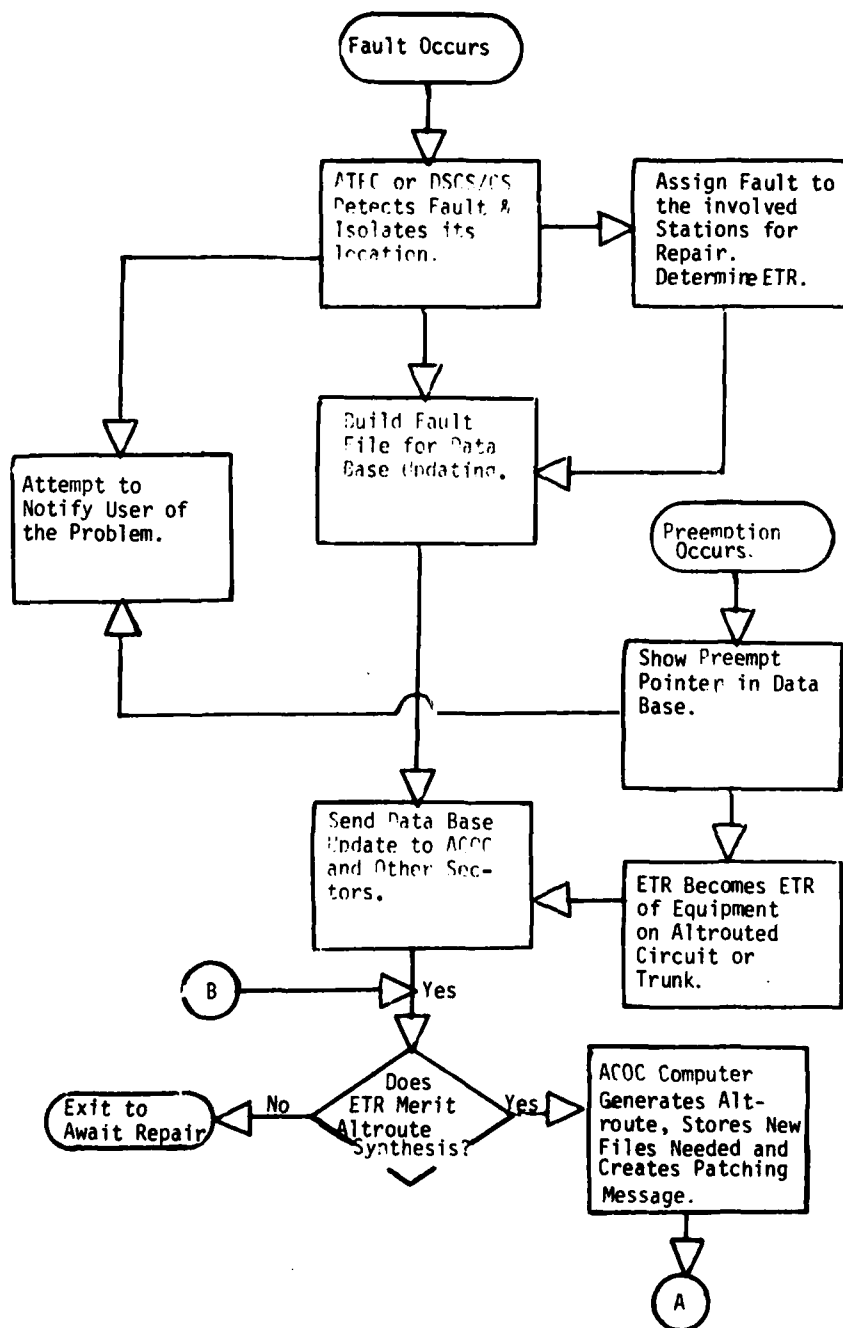 Fault Occurs
ATEC or DSCS/CS
Detects Fault &
Isolates its
location.
Assign Fault to
the involved
Stations for
Repair.
Determine ETR.
Build Fault
File for Data
Base Updating.
Attempt to
Notify User of
the Problem.
Preemption
Occurs.
Show Preempt
Pointer in Data
Base.
Send Data Base
Update to ACOC
and Other Sec-
tors.
ETR Becomes ETR
of Equipment
on Altrouted
Circuit or
Trunk.
B
Yes
Does
ETR Merit
Altroute
Synthesis?
No
Yes
Exit to
Await Repair
ACOC Computer
Generates Alt-
route, Stores New
Files Needed and
Creates Patching
Message.
A